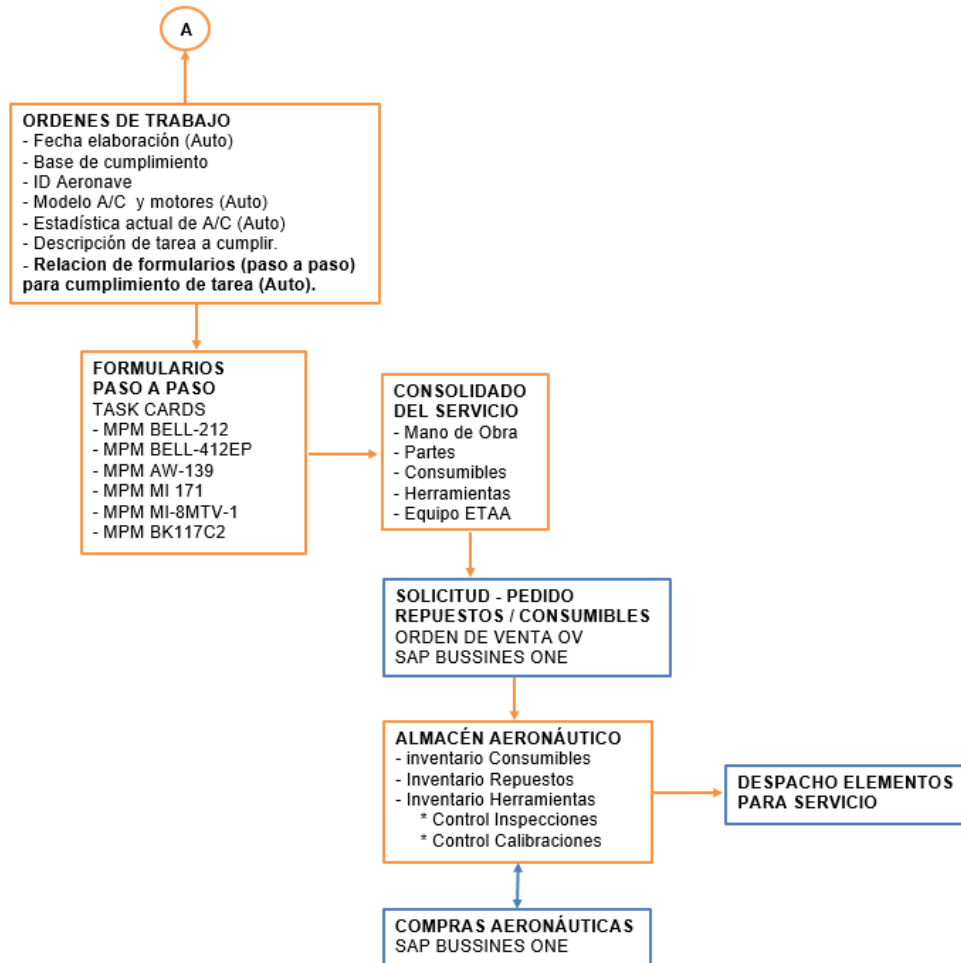 A
ORDENES DE TRABAJO
- Fecha elaboración (Auto)
- Base de cumplimiento
- ID Aeronave
- Modelo A/C y motores (Auto)
- Estadística actual de A/C (Auto)
- Descripción de tarea a cumplir.
- Relacion de formularios (paso a paso)
para cumplimiento de tarea (Auto).
FORMULARIOS
PASO A PASO
TASK CARDS
- MPM BELL-212
- MPM BELL-412EP
- MPM AW-139
- MPM MI 171
- MPM MI-8MTV-1
- MPM BK117C2
CONSOLIDADO
DEL SERVICIO
- Mano de Obra
- Partes
- Consumibles
- Herramientas
- Equipo ETAA
SOLICITUD - PEDIDO
REPUESTOS / CONSUMIBLES
ORDEN DE VENTA OV
SAP BUSSINES ONE
ALMACÉN AERONÁUTICO
- inventario Consumibles
- Inventario Repuestos
- Inventario Herramientas
* Control Inspecciones
* Control Calibraciones
DESPACHO ELEMENTOS
PARA SERVICIO
COMPRAS AERONÁUTICAS
SAP BUSSINES ONE